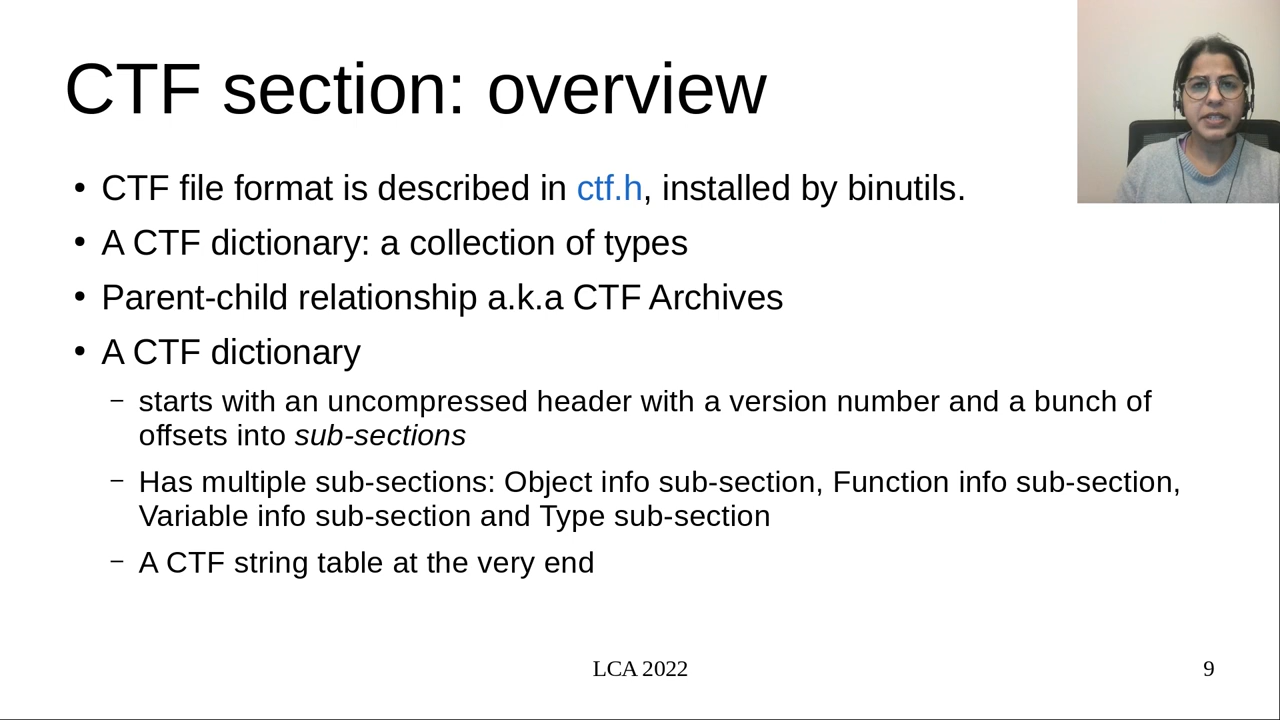 CTF section: overview
• CTF file format is described in ctf.h, installed by binutils.
• A CTF dictionary: a collection of types
• Parent-child relationship a.k.a CTF Archives
• A CTF dictionary
– starts with an uncompressed header with a version number and a bunch of
offsets into sub-sections
– Has multiple sub-sections: Object info sub-section, Function info sub-section,
Variable info sub-section and Type sub-section
– A CTF string table at the very end
LCA 2022
9